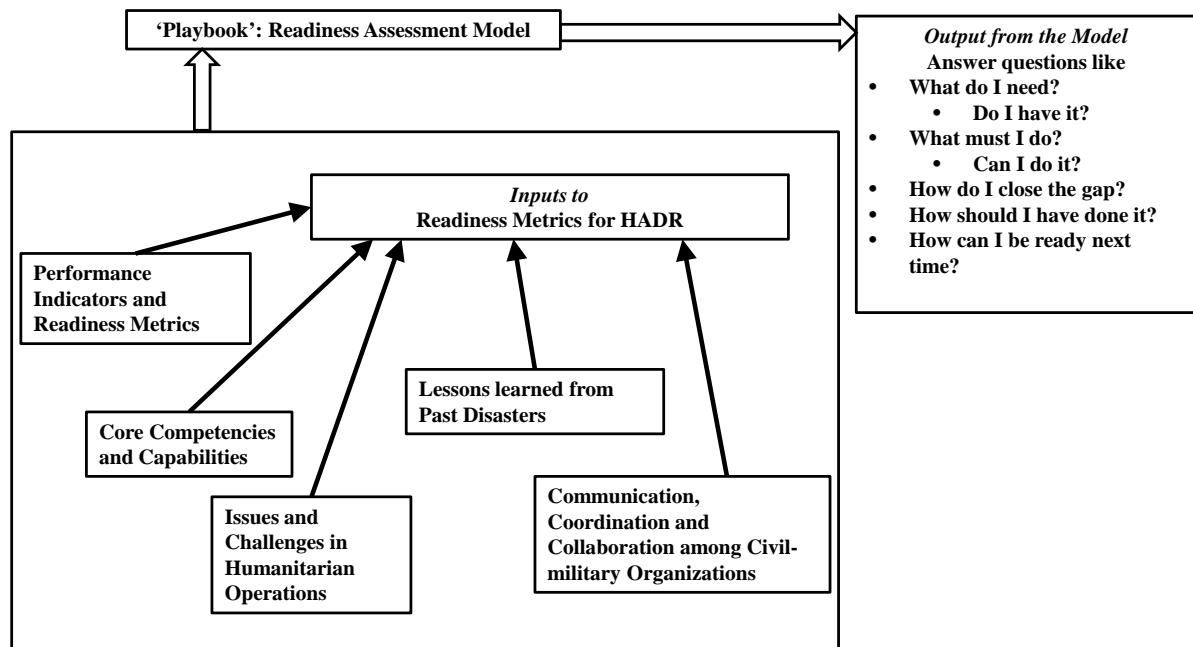 ‘Playbook’: Readiness Assessment Model
Output from the Model
Answer questions like
• What do I need?
• Do I have it?
• What must I do?
• Can I do it?
• How do I close the gap?
• How should I have done it?
• How can I be ready next
time?
Inputs to
Readiness Metrics for HADR
Performance
Indicators and
Readiness Metrics
Core Competencies
and Capabilities
Issues and
Challenges in
Humanitarian
Operations
Lessons learned from
Past Disasters
Communication,
Coordination and
Collaboration among Civil-
military Organizations